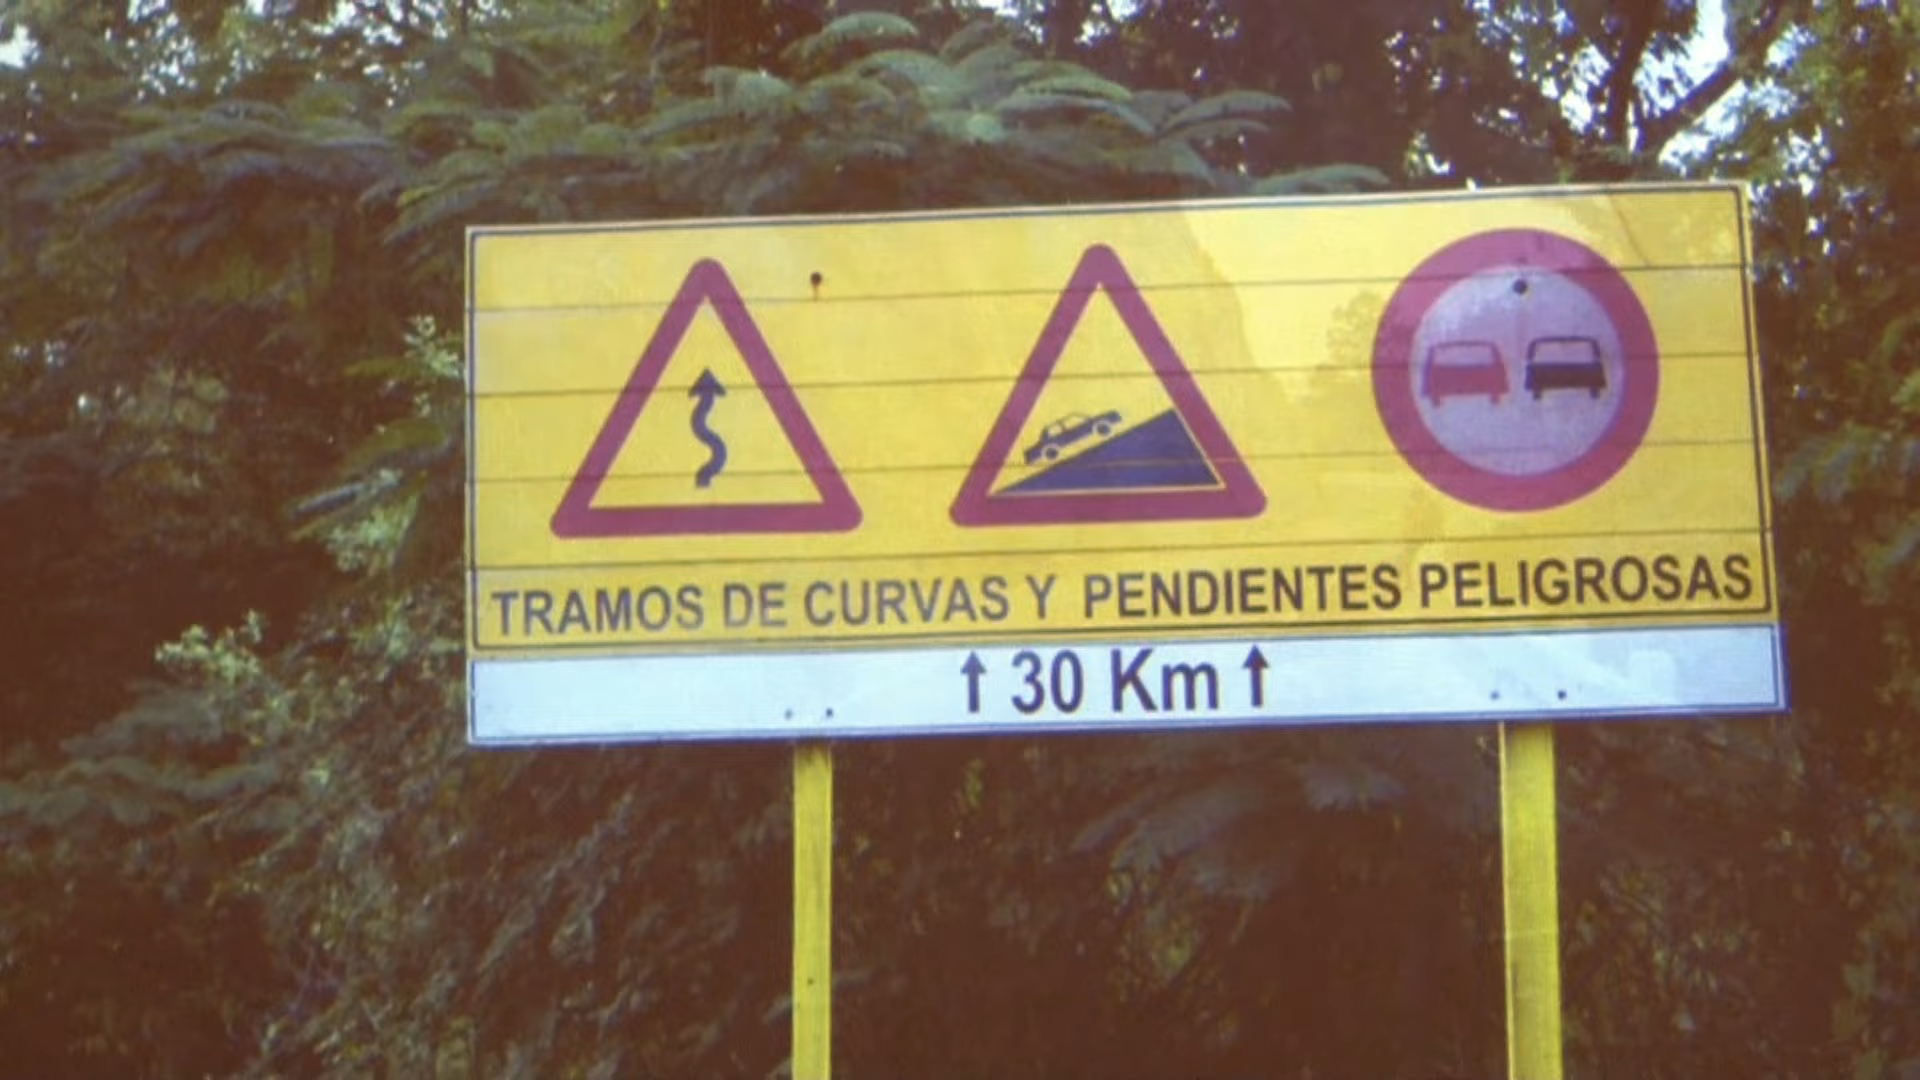 TRAMOS DE CURVAS Y PENDIENTES PELIGROSAS
↑ 30 Km ↑